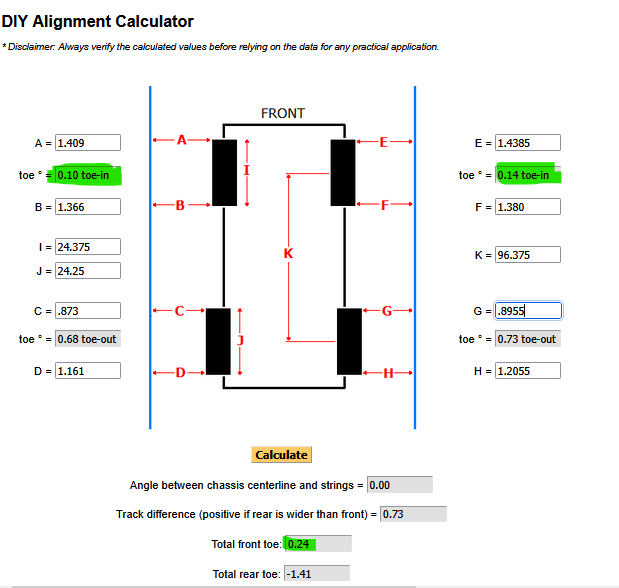 DIY Alignment Calculator
* Disclaimer: Always verify the calculated values before relying on the data for any practical application.
FRONT
A = 1.409
A
E
E = 1.4385
toe ° = 0.10 toe-in
I
toe ° = 0.14 toe-in
B = 1.366
B
F
F = 1.380
I = 24.375
K
K = 96.375
J = 24.25
C = .873
C
G
G = .8955
toe ° = 0.68 toe-out
J
toe ° = 0.73 toe-out
D = 1.161
D
H
H = 1.2055
Calculate
Angle between chassis centerline and strings = 0.00
Track difference (positive if rear is wider than front) = 0.73
Total front toe: 0.24
Total rear toe: -1.41